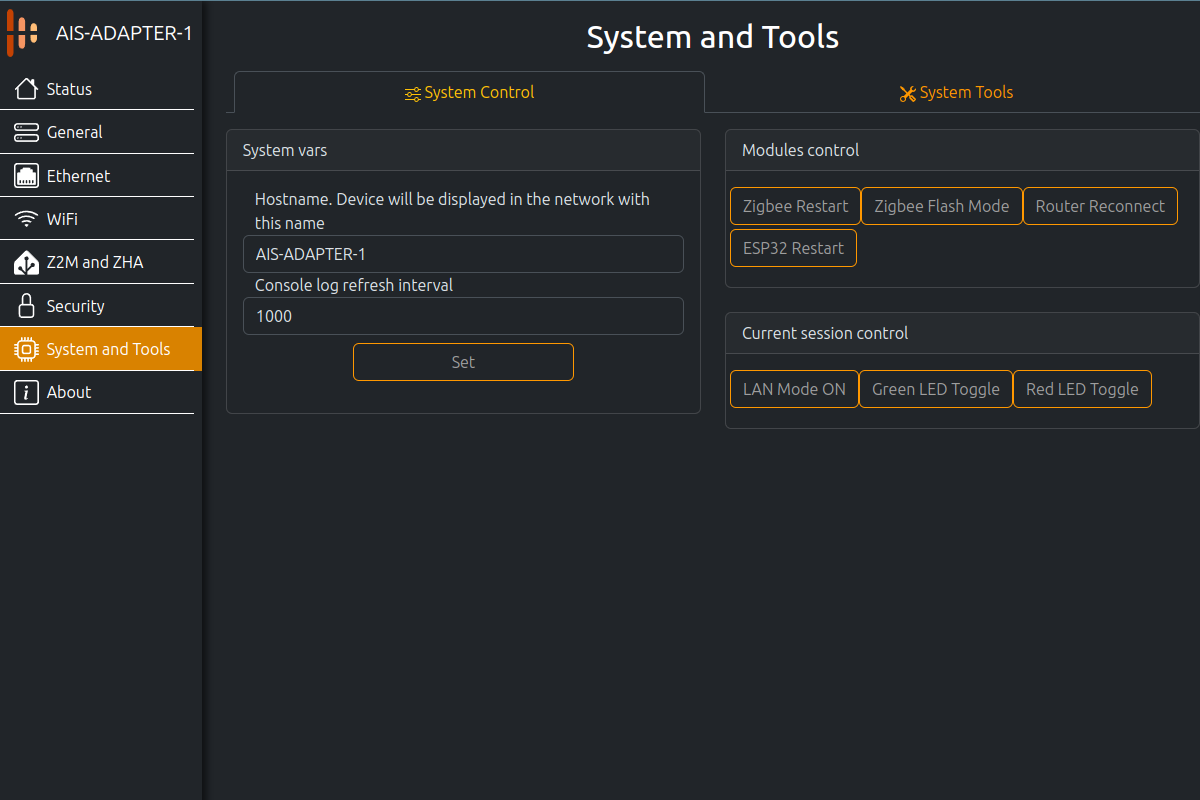 AIS-ADAPTER-1
Status
General
Ethernet
WiFi
Z2M and ZHA
Security
System and Tools
About
System and Tools
System Control
System Tools
System vars
Hostname. Device will be displayed in the network with
this name
AIS-ADAPTER-1
Console log refresh interval
1000
Set
Modules control
Zigbee Restart
Zigbee Flash Mode
Router Reconnect
ESP32 Restart
Current session control
LAN Mode ON
Green LED Toggle
Red LED Toggle